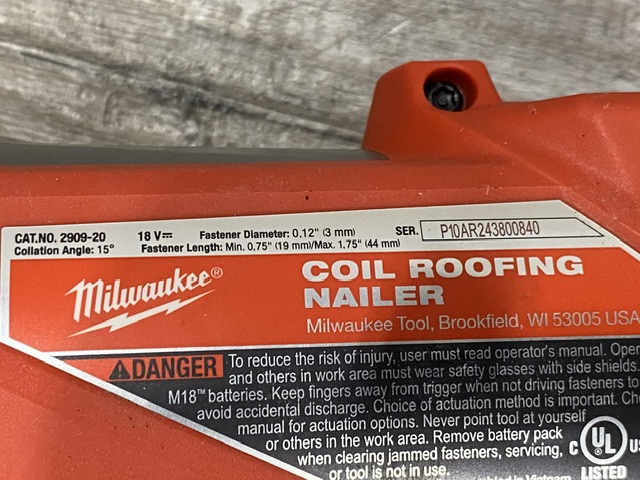 CAT.NO. 2909-20 18 V⎓ Fastener Diameter: 0.12" (3 mm) SER. P10AR243800840
Collation Angle: 15° Fastener Length: Min. 0.75" (19 mm)/Max. 1.75" (44 mm)
Milwaukee®
COIL ROOFING
NAILER
Milwaukee Tool, Brookfield, WI 53005 USA
DANGER To reduce the risk of injury, user must read operator's manual.
and others in work area must wear safety glasses with side shields.
M18™ batteries. Keep fingers away from trigger when not driving fasteners to
avoid accidental discharge. Choice of actuation method is important.
manual for actuation options. Never point tool at yourself
or others in the work area. Remove battery pack
when clearing jammed fasteners, servicing,
or tool is not in use.
C UL US
LISTED
in Vietnam